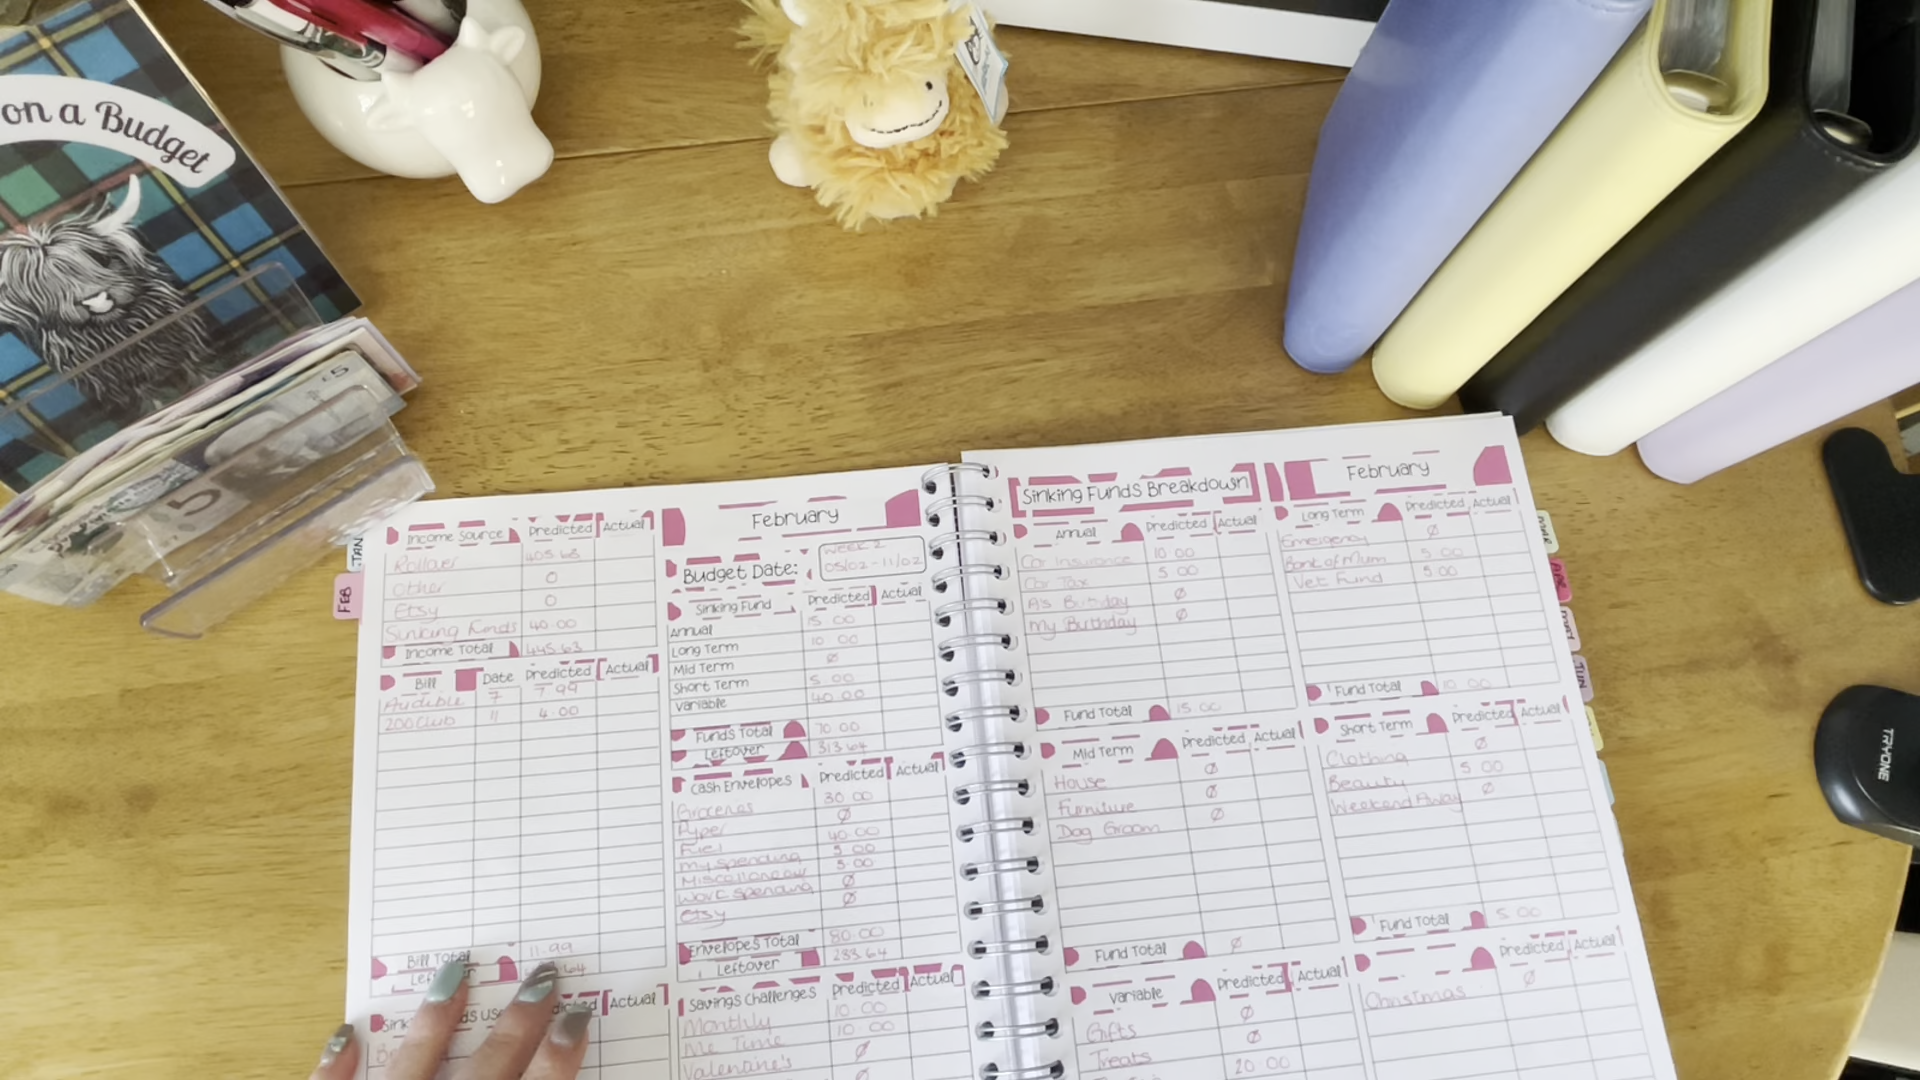 on a Budget
£5
5
JAN
FEB
Income Source Predicted Actual
Rollover 405.63
Other 0
Etsy 0
Sinking Funds 40.00
Income Total 445.63
Bill Date Predicted Actual
Audible 7 7.99
200 Club 11 4.00
Bill Total 11.99
Actual
February
Budget Date: WEEK 2
05/02-11/02
Sinking Fund Predicted Actual
Annual 15.00
Long Term 10.00
Mid Term Ø
Short Term 5.00
Variable 40.00
Funds Total 70.00
Leftover
Cash Envelopes Predicted Actual
Groceries 30.00
Ø
Fuel 40.00
My Spending 5.00
Miscellaneous 5.00
Work Spending Ø
Etsy Ø
Envelopes Total 80.00
Leftover
Savings Challenges Predicted Actual
Monthly 10.00
Me Time 10.00
Valentine's Ø
Sinking Funds Breakdown
February
Annual Predicted Actual
Car Insurance 10.00
Car Tax 5.00
A's Birthday Ø
My Birthday Ø
Fund Total 15.00
Mid Term Predicted Actual
House Ø
Furniture Ø
Dog Groom Ø
Fund Total Ø
Variable Predicted Actual
Gifts Ø
Treats Ø
20.00
Long Term Predicted Actual
Emergency Ø
Bank of Mum 5.00
Vet Fund 5.00
Fund Total 10.00
Short Term Predicted Actual
Clothing Ø
Beauty 5.00
Weekend Away Ø
Fund Total 5.00
Predicted Actual
Christmas Ø
JUN
TRYONE